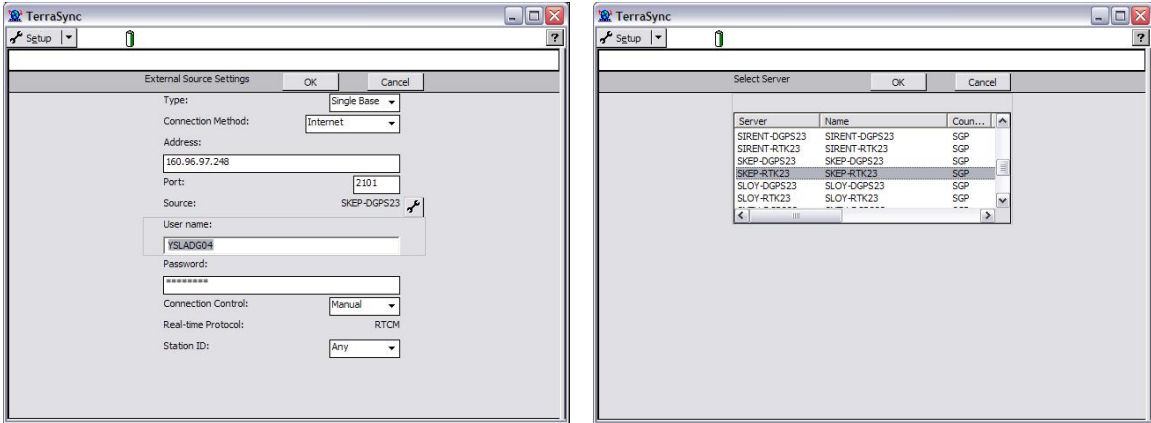 TerraSync
Setup
?
External Source Settings OK Cancel
Type: Single Base
Connection Method: Internet
Address:
160.96.97.248
Port: 2101
Source: SKEP-DGPS23
User name:
YSLADG04
Password:
********
Connection Control: Manual
Real-time Protocol: RTCM
Station ID: Any
TerraSync
Setup
?
Select Server OK Cancel
Server Name Coun...
SIRENT-DGPS23 SIRENT-DGPS23 SGP
SIRENT-RTK23 SIRENT-RTK23 SGP
SKEP-DGPS23 SKEP-DGPS23 SGP
SKEP-RTK23 SKEP-RTK23 SGP
SLOY-DGPS23 SLOY-DGPS23 SGP
SLOY-RTK23 SLOY-RTK23 SGP